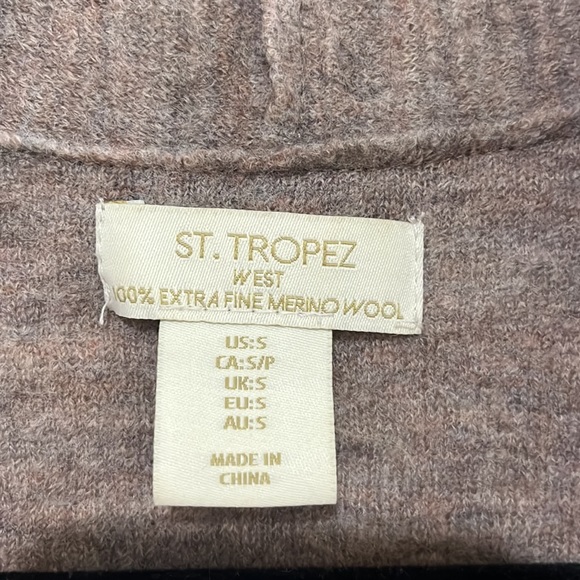 ST. TROPEZ
WEST
100% EXTRA FINE MERINO WOOL
US:S
CA:S/P
UK:S
EU:S
AU:S
MADE IN
CHINA